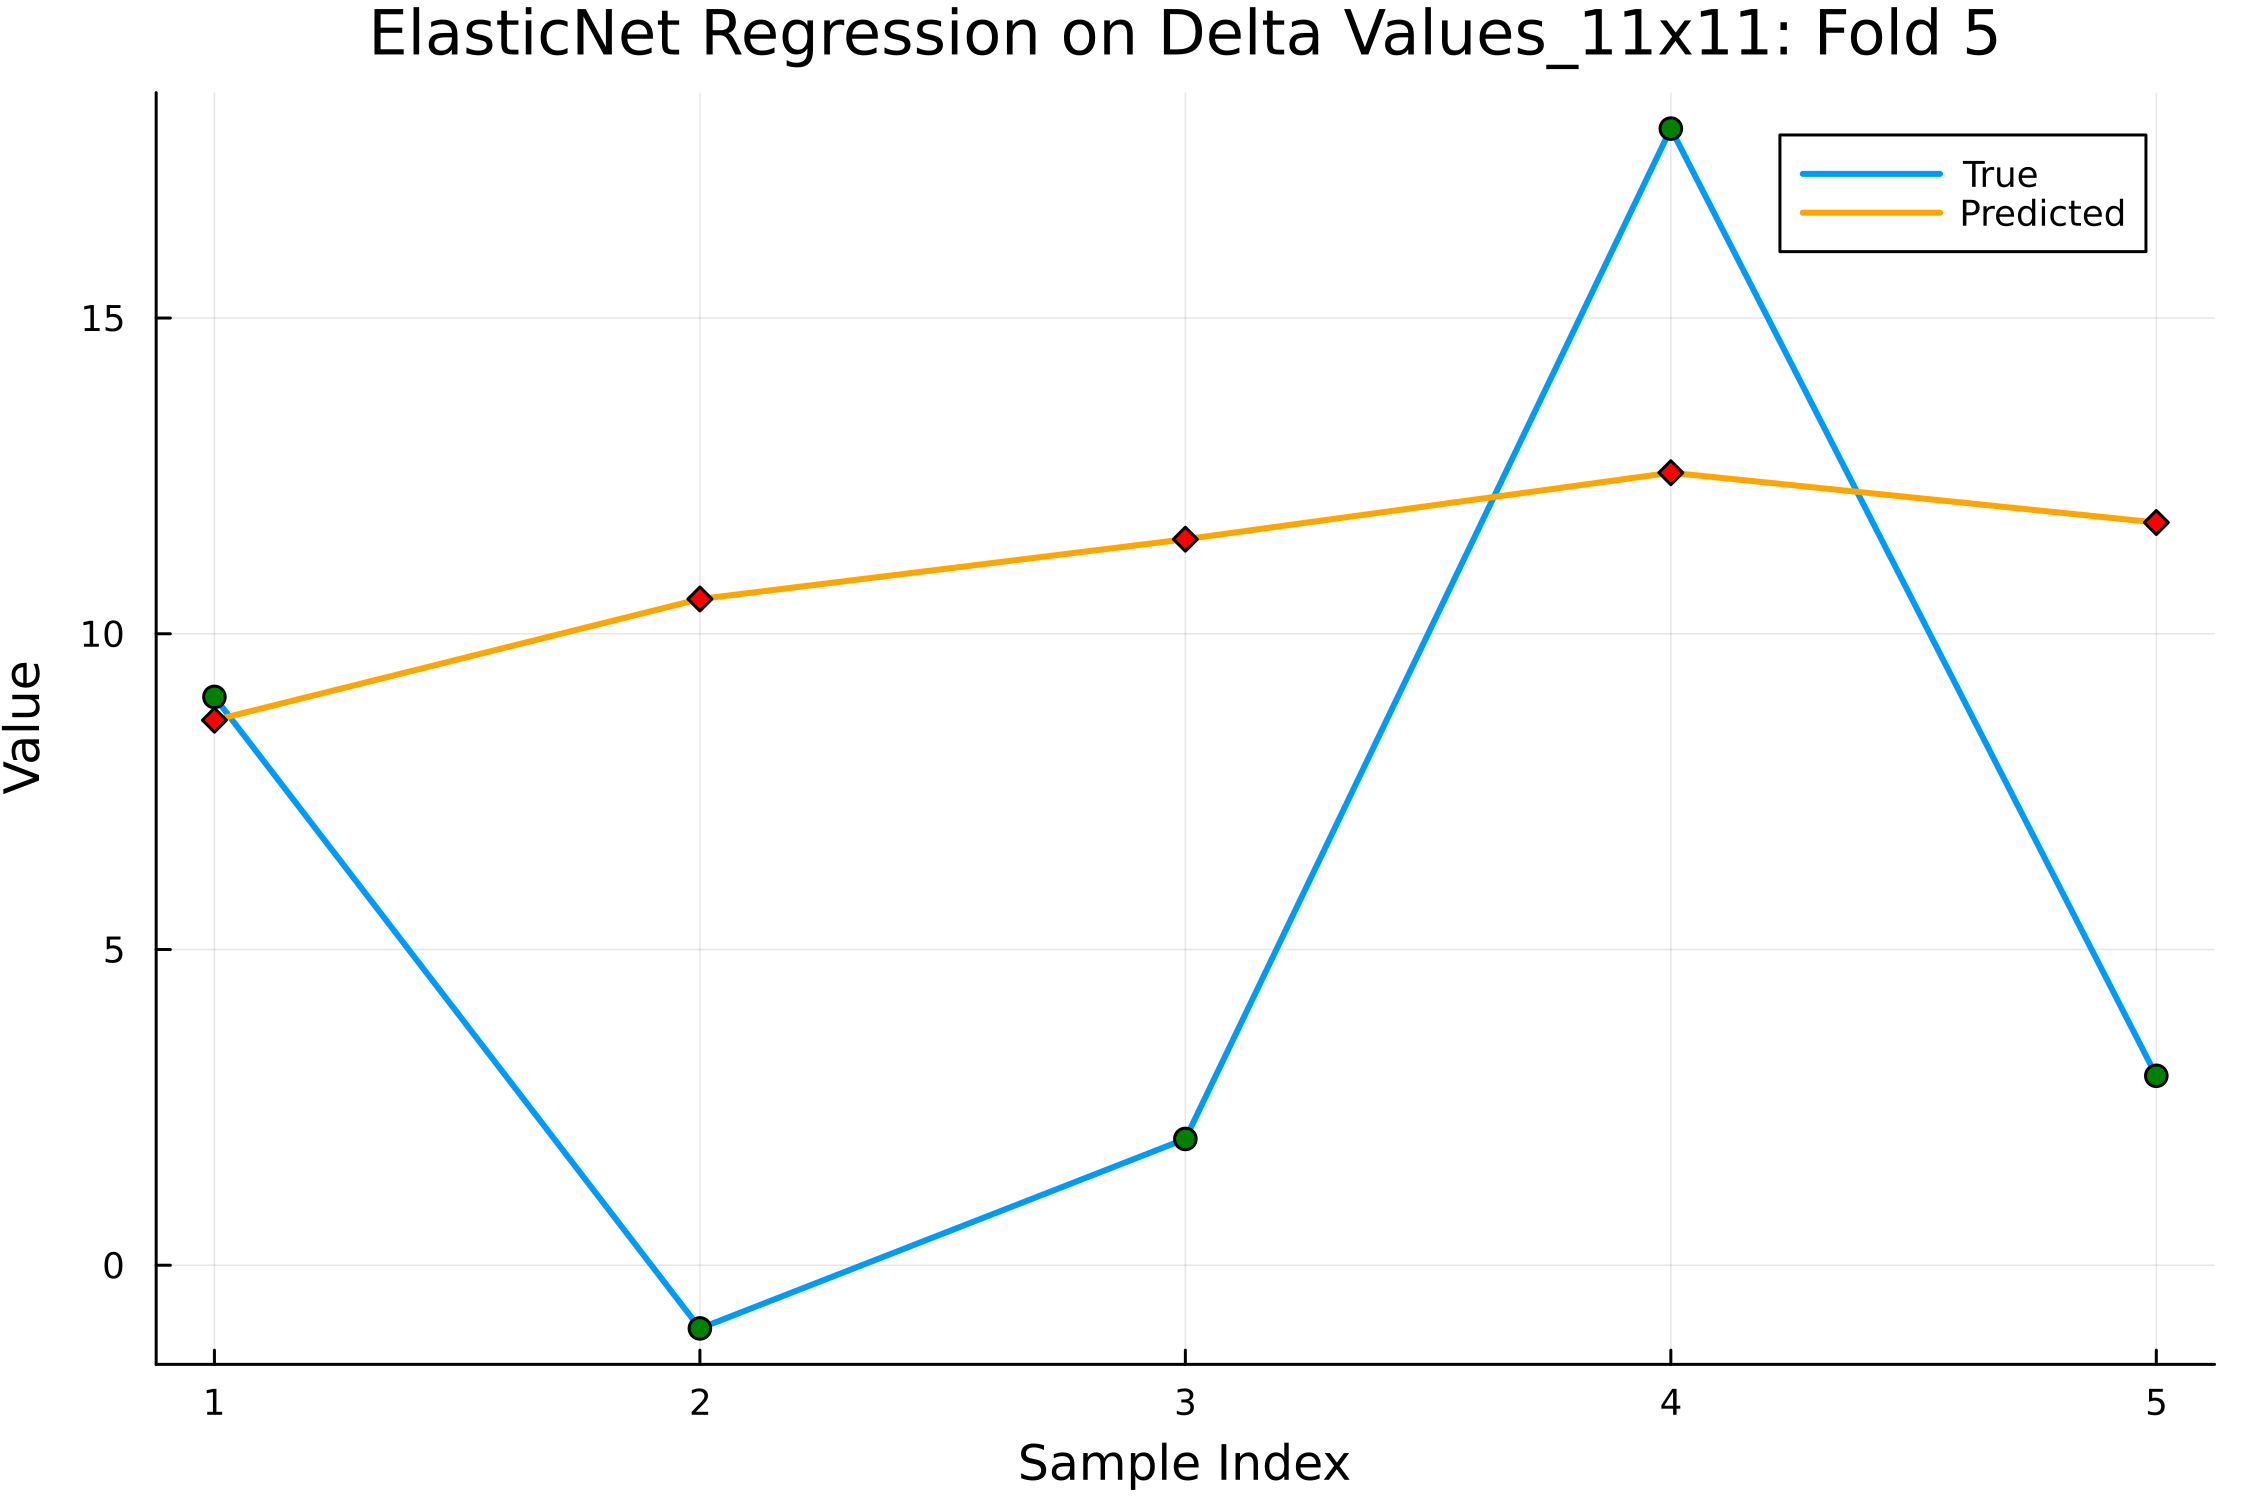 ElasticNet Regression on Delta Values_11x11: Fold 5
True
Predicted
15
10
5
0
Value
1 2 3 4 5
Sample Index